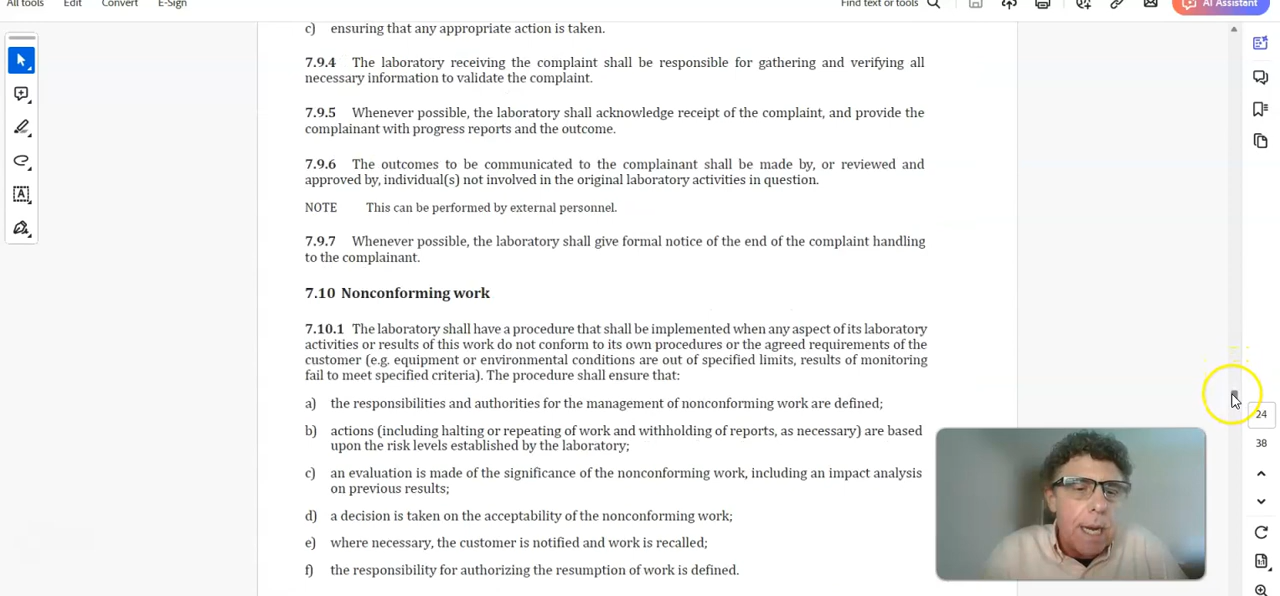 All tools Edit Convert E-Sign Find text or tools AI Assistant
c) ensuring that any appropriate action is taken.
7.9.4 The laboratory receiving the complaint shall be responsible for gathering and verifying all
necessary information to validate the complaint.
7.9.5 Whenever possible, the laboratory shall acknowledge receipt of the complaint, and provide the
complainant with progress reports and the outcome.
7.9.6 The outcomes to be communicated to the complainant shall be made by, or reviewed and
approved by, individual(s) not involved in the original laboratory activities in question.
NOTE This can be performed by external personnel.
7.9.7 Whenever possible, the laboratory shall give formal notice of the end of the complaint handling
to the complainant.
7.10 Nonconforming work
7.10.1 The laboratory shall have a procedure that shall be implemented when any aspect of its laboratory
activities or results of this work do not conform to its own procedures or the agreed requirements of the
customer (e.g. equipment or environmental conditions are out of specified limits, results of monitoring
fail to meet specified criteria). The procedure shall ensure that:
a) the responsibilities and authorities for the management of nonconforming work are defined;
b) actions (including halting or repeating of work and withholding of reports, as necessary) are based
upon the risk levels established by the laboratory;
c) an evaluation is made of the significance of the nonconforming work, including an impact analysis
on previous results;
d) a decision is taken on the acceptability of the nonconforming work;
e) where necessary, the customer is notified and work is recalled;
f) the responsibility for authorizing the resumption of work is defined.
24
38